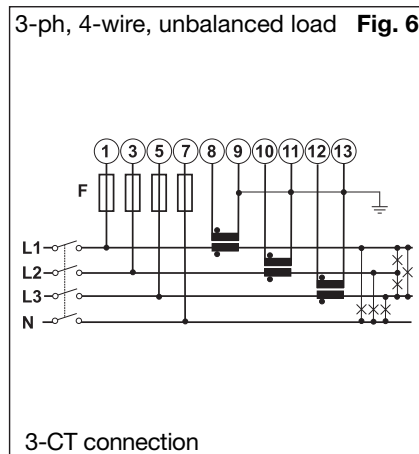 3-ph, 4-wire, unbalanced load Fig. 6
1 3 5 7 8 9 10 11 12 13
F
L1
L2
L3
N
3-CT connection